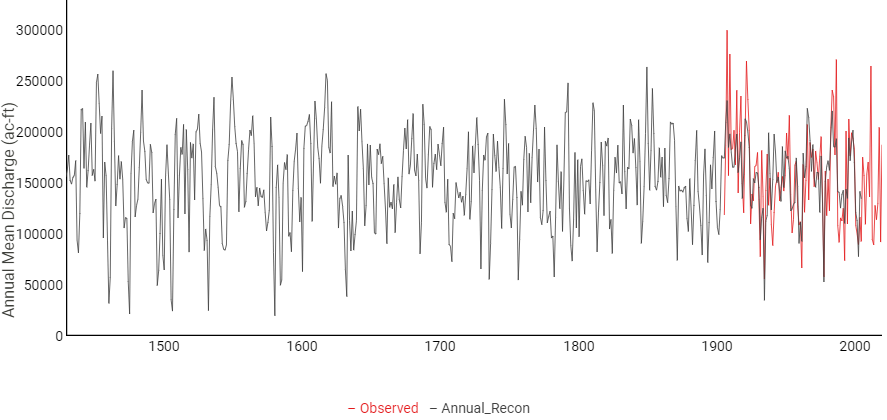 Annual Mean Discharge (ac-ft)
300000
250000
200000
150000
100000
50000
0
1500 1600 1700 1800 1900 2000
– Observed – Annual_Recon